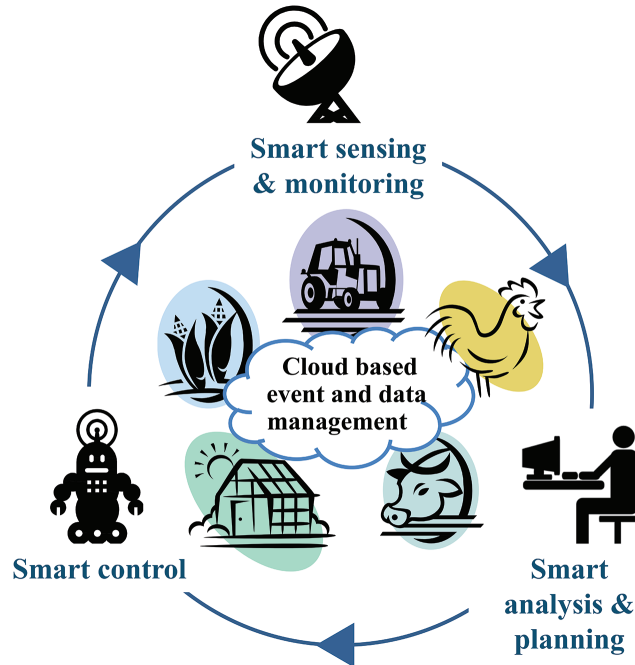 Smart sensing
& monitoring
Cloud based
event and data
management
Smart control
Smart
analysis &
planning